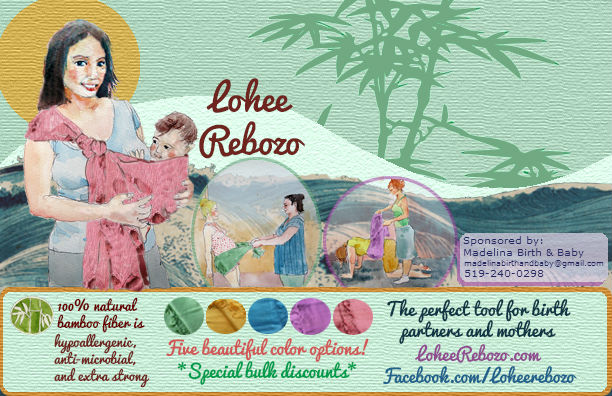 Lohee
Rebozo
Sponsored by:
Madelina Birth & Baby
madelinabirthandbaby@gmail.com
519-240-0298
100% natural
bamboo fiber is
hypoallergenic,
anti-microbial,
and extra strong
Five beautiful color options!
*Special bulk discounts*
The perfect tool for birth
partners and mothers
LoheeRebozo.com
Facebook.com/Loheerebozo